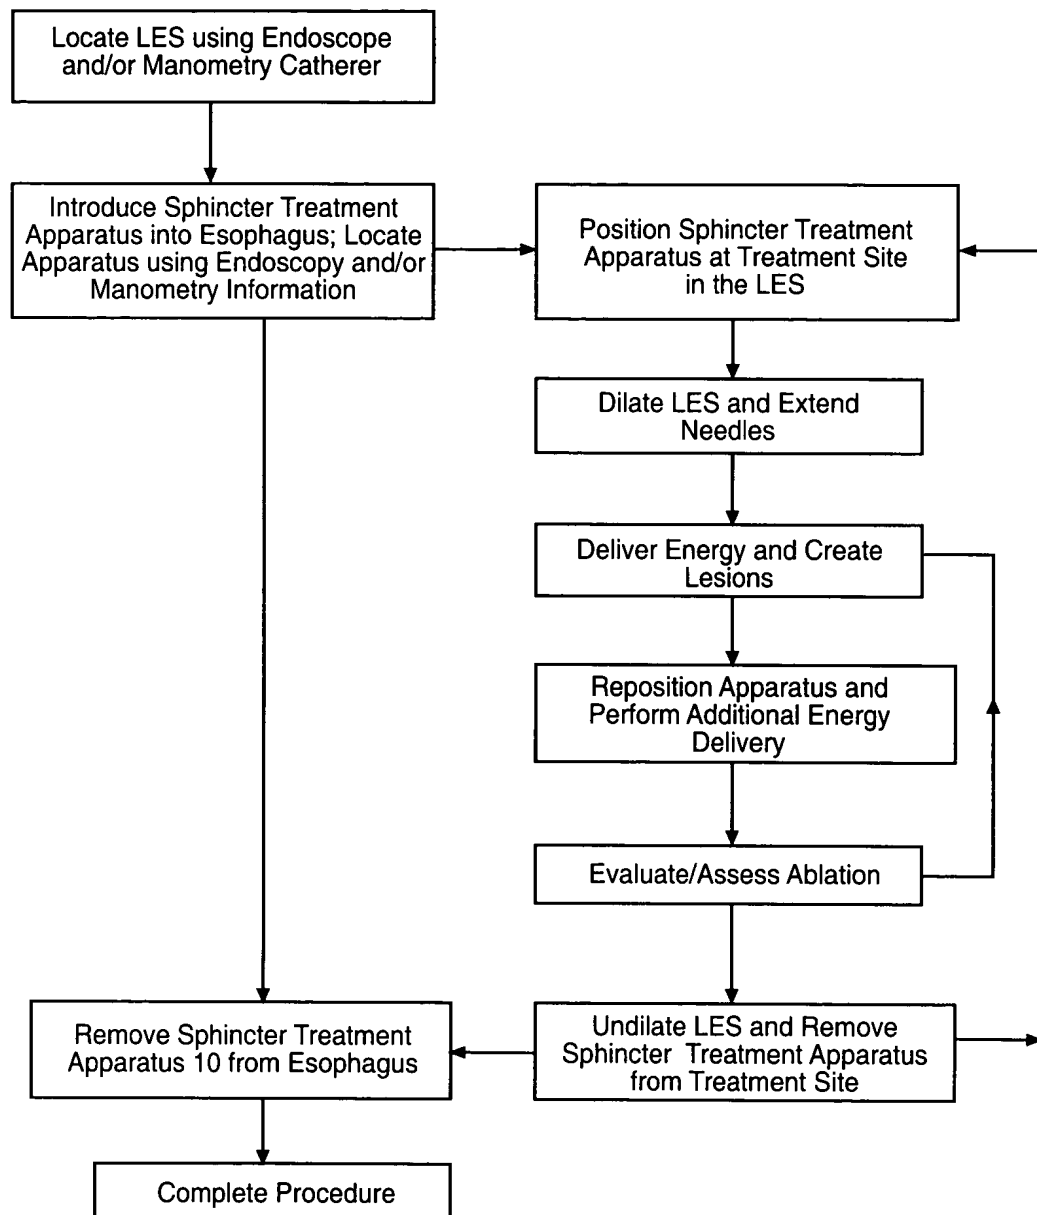 Locate LES using Endoscope
and/or Manometry Catherer
Introduce Sphincter Treatment
Apparatus into Esophagus; Locate
Apparatus using Endoscopy and/or
Manometry Information
Position Sphincter Treatment
Apparatus at Treatment Site
in the LES
Dilate LES and Extend
Needles
Deliver Energy and Create
Lesions
Reposition Apparatus and
Perform Additional Energy
Delivery
Evaluate/Assess Ablation
Undilate LES and Remove
Sphincter Treatment Apparatus
from Treatment Site
Remove Sphincter Treatment
Apparatus 10 from Esophagus
Complete Procedure